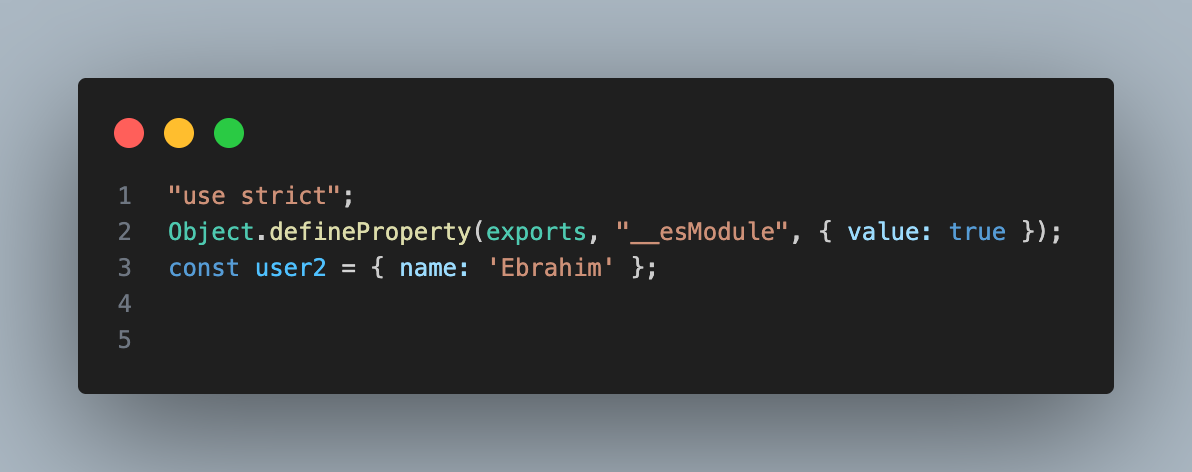 1 "use strict";
2 Object.defineProperty(exports, "__esModule", { value: true });
3 const user2 = { name: 'Ebrahim' };
4
5